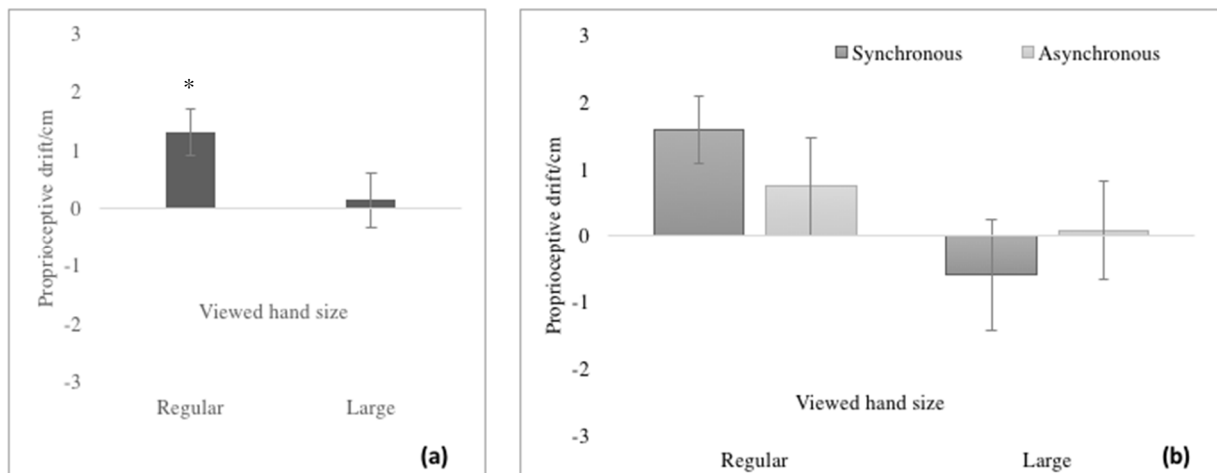 3
2
1
0
-1
-2
-3
Proprioceptive drift/cm
*
Viewed hand size
Regular Large
(a)
3
2
1
0
-1
-2
-3
Proprioceptive drift/cm
Synchronous Asynchronous
Viewed hand size
Regular Large
(b)